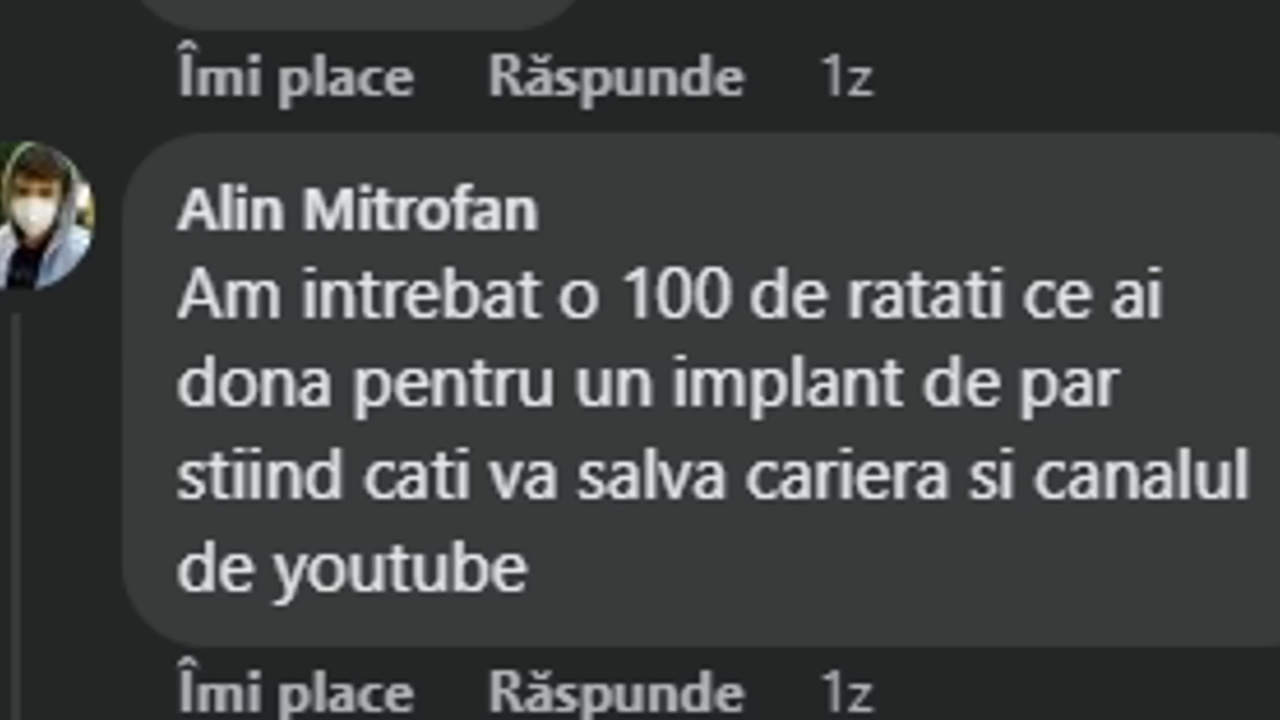 Îmi place Răspunde 1z
Alin Mitrofan
Am intrebat o 100 de ratati ce ai
dona pentru un implant de par
stiind cati va salva cariera si canalul
de youtube
Îmi place Răspunde 1z